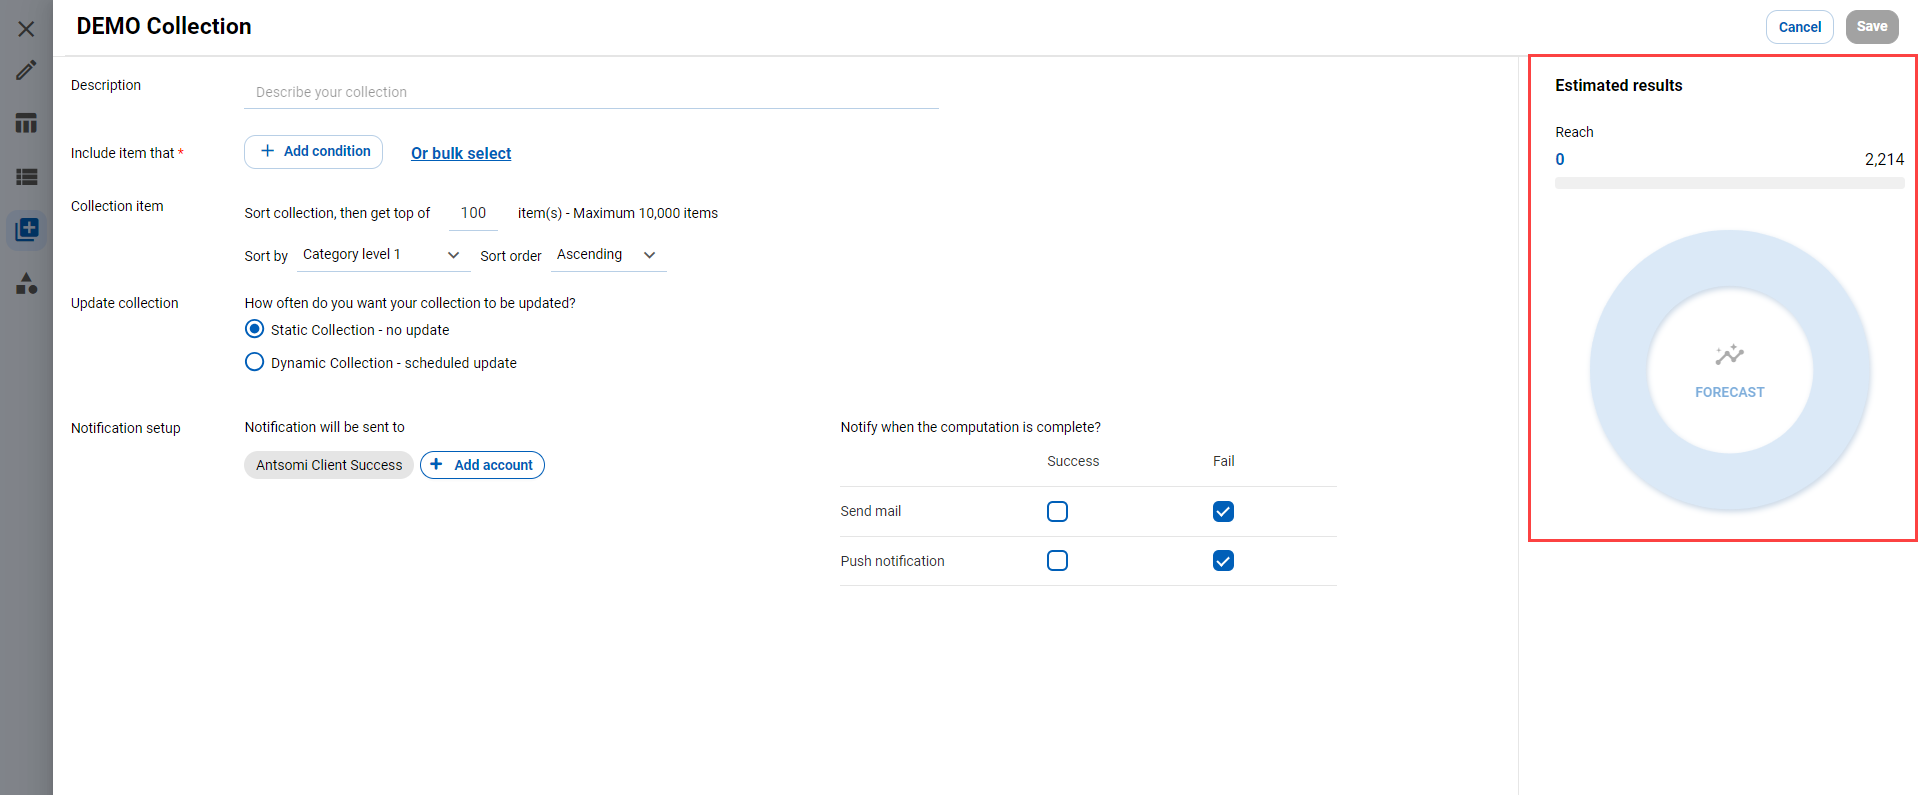 DEMO Collection
Cancel
Save
Description
Describe your collection
Include item that *
Add condition
Or bulk select
Collection item
Sort collection, then get top of 100 item(s) - Maximum 10,000 items
Sort by Category level 1 Sort order Ascending
Update collection
How often do you want your collection to be updated?
Static Collection - no update
Dynamic Collection - scheduled update
Notification setup
Notification will be sent to
Antsomi Client Success
Add account
Notify when the computation is complete?
Success Fail
Send mail
Push notification
Estimated results
Reach
0 2,214
FORECAST